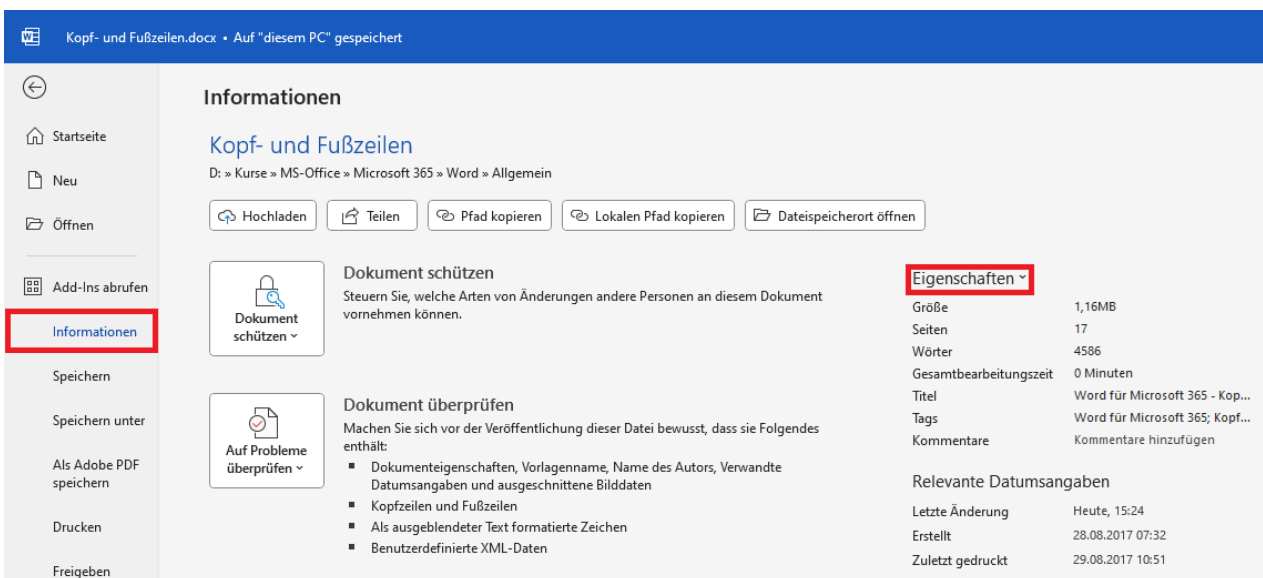 Kopf- und Fußzeilen.docx • Auf "diesem PC" gespeichert
Informationen
Startseite
Neu
Öffnen
Add-Ins abrufen
Informationen
Speichern
Speichern unter
Als Adobe PDF
speichern
Drucken
Freigeben
Kopf- und Fußzeilen
D: » Kurse » MS-Office » Microsoft 365 » Word » Allgemein
Hochladen
Teilen
Pfad kopieren
Lokalen Pfad kopieren
Dateispeicherort öffnen
Dokument
schützen
Dokument schützen
Steuern Sie, welche Arten von Änderungen andere Personen an diesem Dokument
vornehmen können.
Auf Probleme
überprüfen
Dokument überprüfen
Machen Sie sich vor der Veröffentlichung dieser Datei bewusst, dass sie Folgendes
enthält:
▪ Dokumenteigenschaften, Vorlagenname, Name des Autors, Verwandte
Datumsangaben und ausgeschnittene Bilddaten
▪ Kopfzeilen und Fußzeilen
▪ Als ausgeblendeter Text formatierte Zeichen
▪ Benutzerdefinierte XML-Daten
Eigenschaften
Größe 1,16MB
Seiten 17
Wörter 4586
Gesamtbearbeitungszeit 0 Minuten
Titel Word für Microsoft 365 - Kop...
Tags Word für Microsoft 365; Kopf...
Kommentare Kommentare hinzufügen
Relevante Datumsangaben
Letzte Änderung Heute, 15:24
Erstellt 28.08.2017 07:32
Zuletzt gedruckt 29.08.2017 10:51